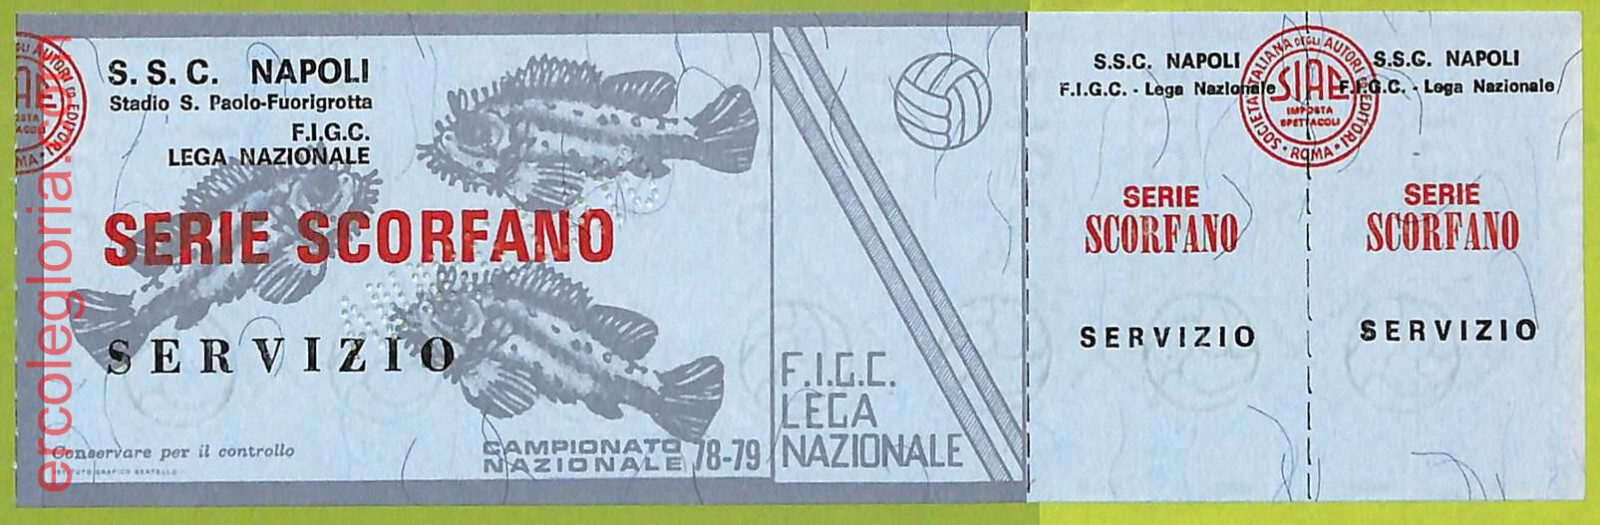 S. S. C. NAPOLI
Stadio S. Paolo-Fuorigrotta
F.I.G.C.
LEGA NAZIONALE
SERIE SCORFANO
SERVIZIO
Conservare per il controllo
CAMPIONATO
NAZIONALE 78-79
F.I.G.C.
LEGA
NAZIONALE
S.S.C. NAPOLI
F.I.G.C. - Lega Nazionale
SERIE
SCORFANO
SERVIZIO
SOCIETÀ ITALIANA DEGLI AUTORI ED EDITORI
SIAE
IMPOSTA
SPETTACOLI
ROMA
S.S.C. NAPOLI
F.I.G.C. - Lega Nazionale
SERIE
SCORFANO
SERVIZIO
ercolegloria.